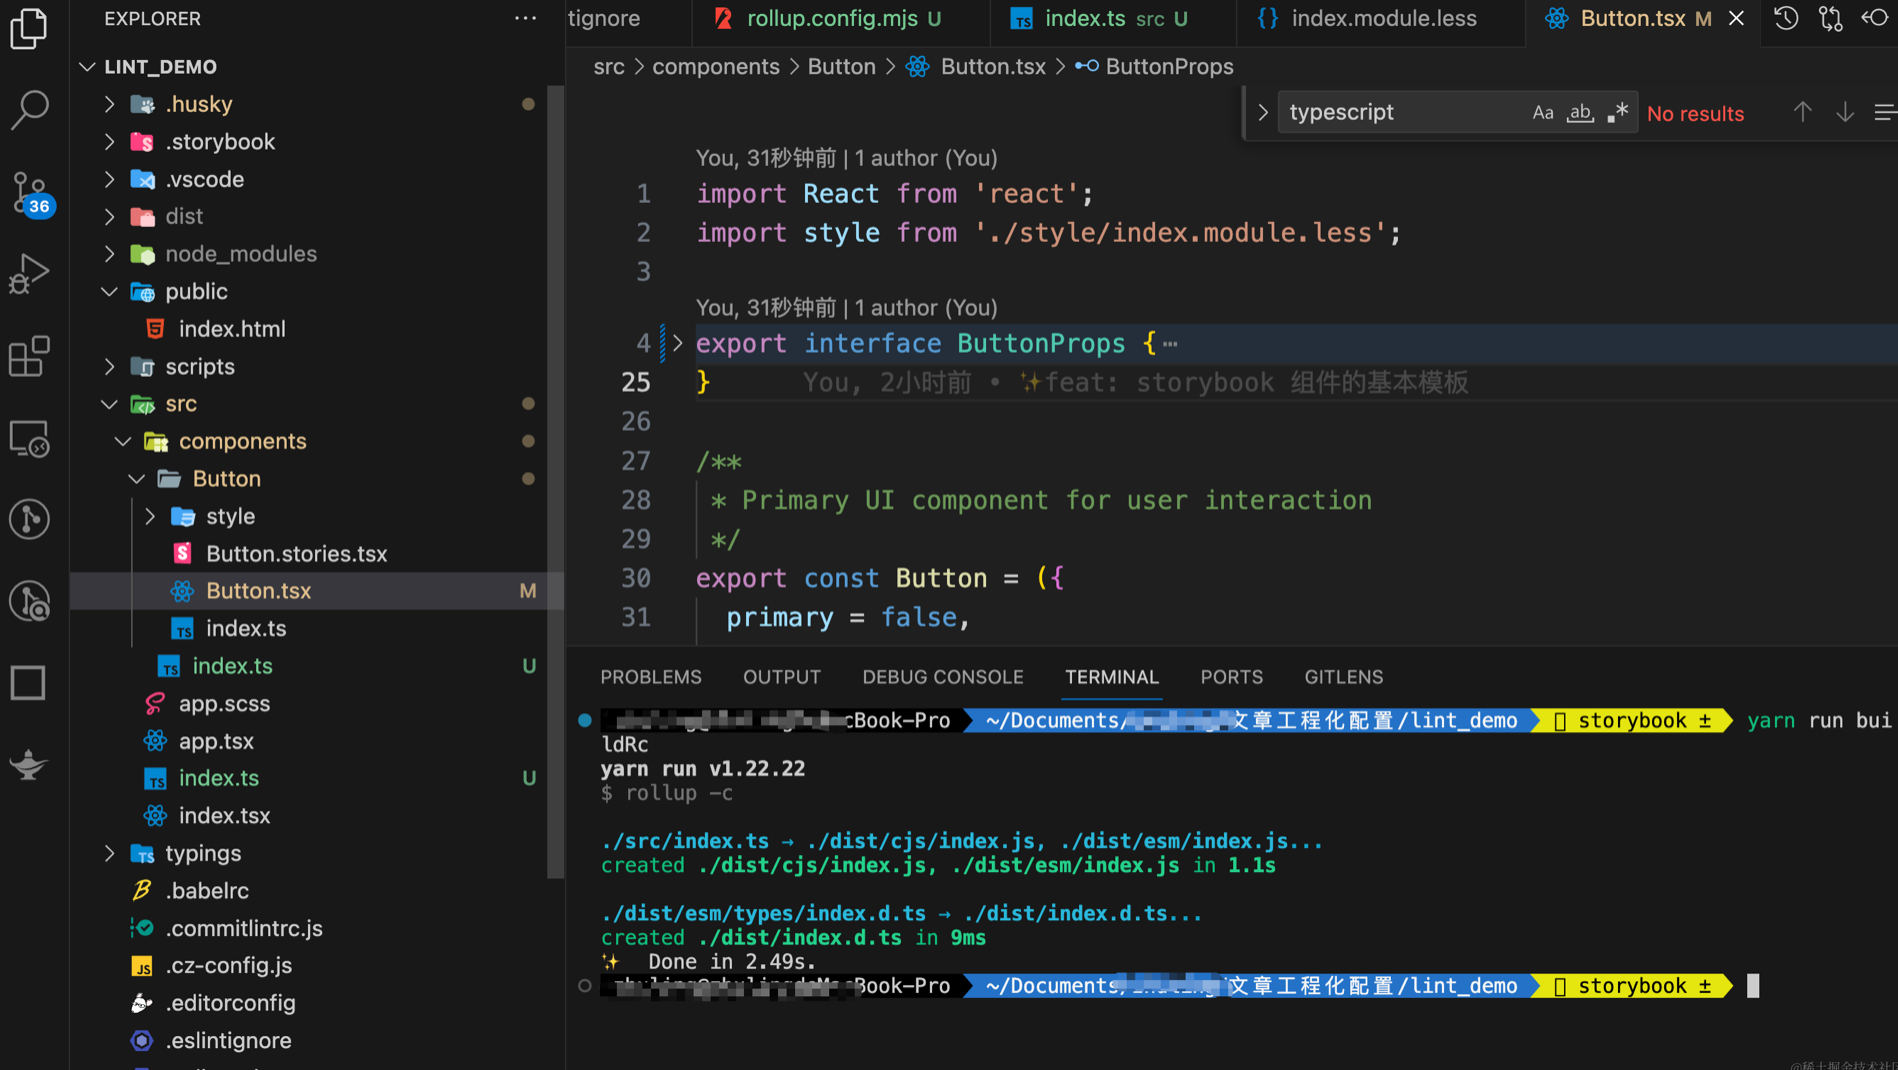 EXPLORER
tignore
rollup.config.mjs U
index.ts src U
{} index.module.less
Button.tsx M
LINT_DEMO
src > components > Button > Button.tsx > ButtonProps
.husky
.storybook
.vscode
dist
node_modules
public
index.html
scripts
src
components
Button
style
Button.stories.tsx
Button.tsx M
index.ts
index.ts U
app.scss
app.tsx
index.ts U
index.tsx
typings
.babelrc
.commitlintrc.js
.cz-config.js
.editorconfig
.eslintignore
36
typescript Aa ab .* No results
You, 31秒钟前 | 1 author (You)
1 import React from 'react';
2 import style from './style/index.module.less';
3
You, 31秒钟前 | 1 author (You)
4 export interface ButtonProps {⋯
25 } You, 2小时前 • ✨feat: storybook 组件的基本模板
26
27 /**
28 * Primary UI component for user interaction
29 */
30 export const Button = ({
31 primary = false,
PROBLEMS OUTPUT DEBUG CONSOLE TERMINAL PORTS GITLENS
cBook-Pro ~/Documents/ 文章工程化配置/lint_demo storybook ± yarn run bui
ldRc
yarn run v1.22.22
$ rollup -c
./src/index.ts → ./dist/cjs/index.js, ./dist/esm/index.js...
created ./dist/cjs/index.js, ./dist/esm/index.js in 1.1s
./dist/esm/types/index.d.ts → ./dist/index.d.ts...
created ./dist/index.d.ts in 9ms
✨ Done in 2.49s.
Book-Pro ~/Documents/ 文章工程化配置/lint_demo storybook ±
@稀土掘金技术社区